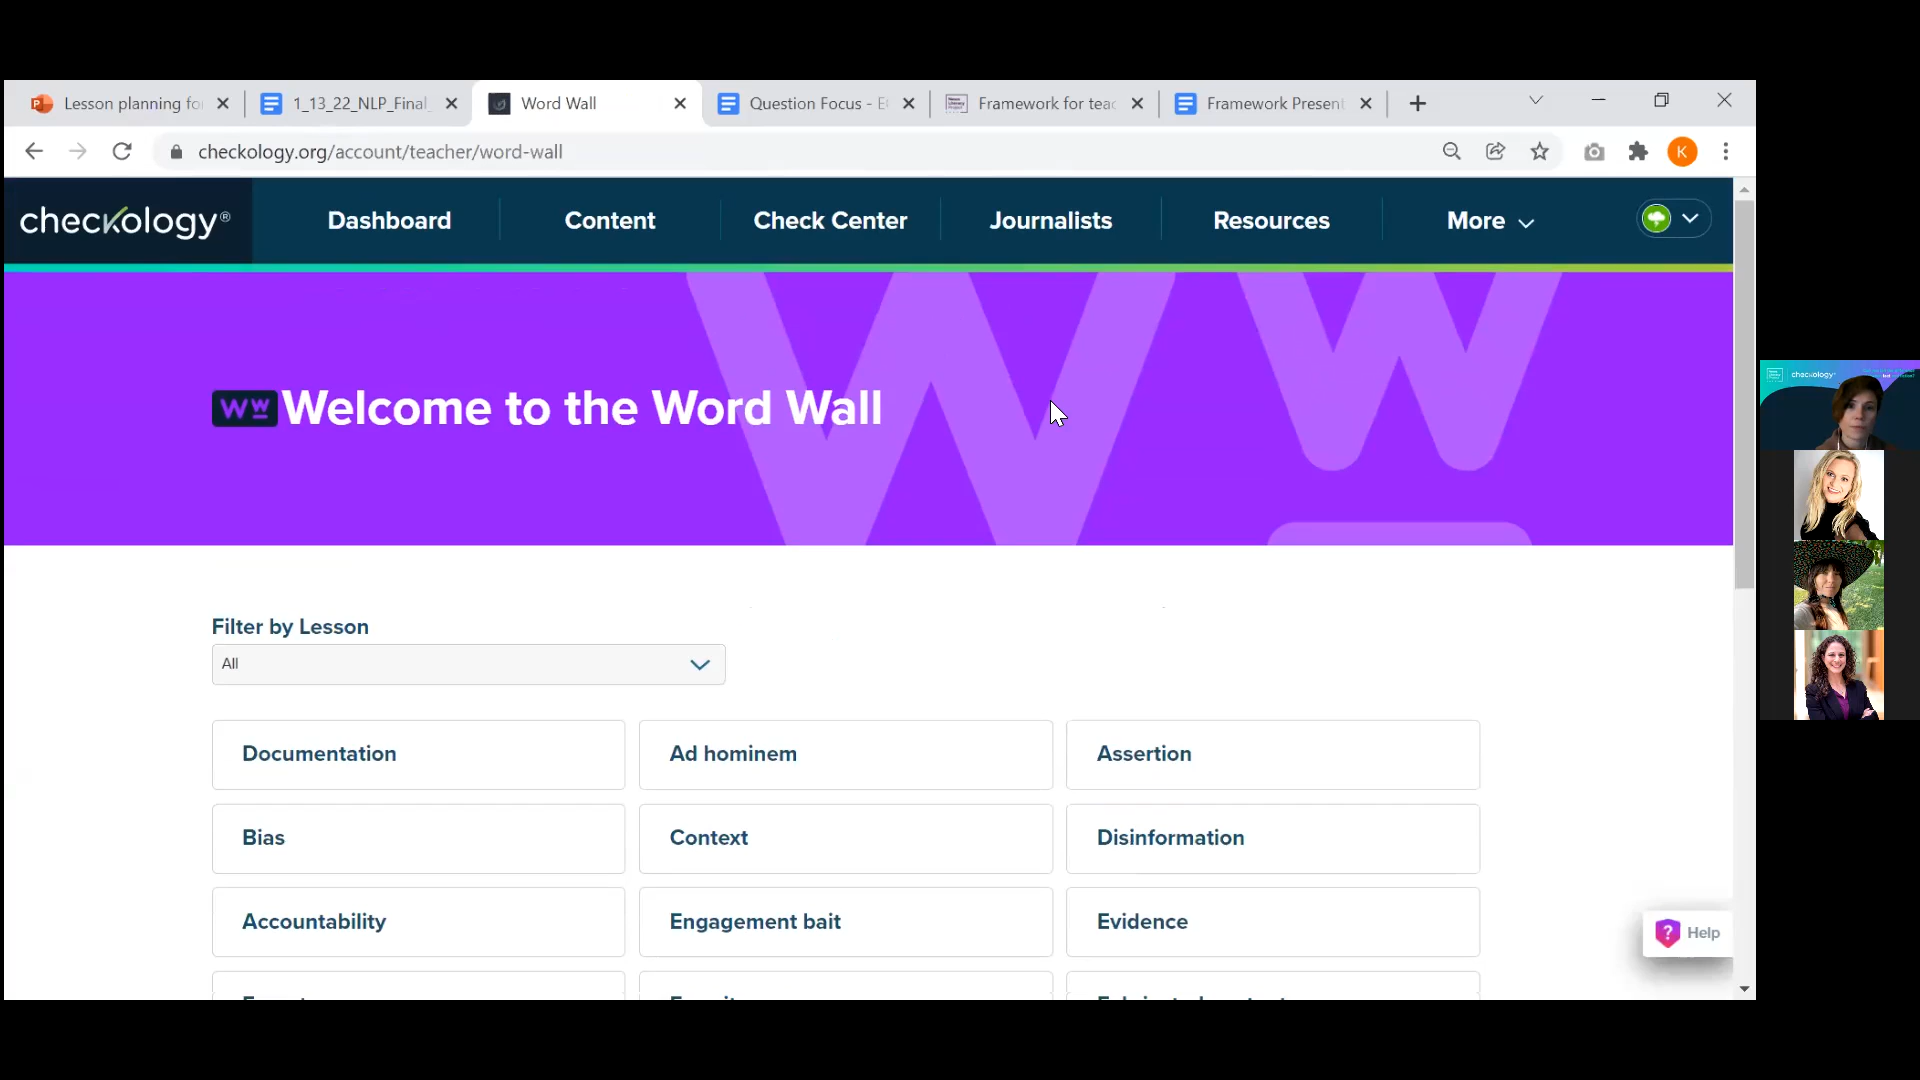 Lesson planning fo
1_13_22_NLP_Final_
Word Wall
Question Focus - E
Framework for teac
Framework Present
checkology.org/account/teacher/word-wall
K
checkology®
Dashboard
Content
Check Center
Journalists
Resources
More
WW Welcome to the Word Wall
checkology
Filter by Lesson
All
Documentation
Ad hominem
Assertion
Bias
Context
Disinformation
Accountability
Engagement bait
Evidence
? Help